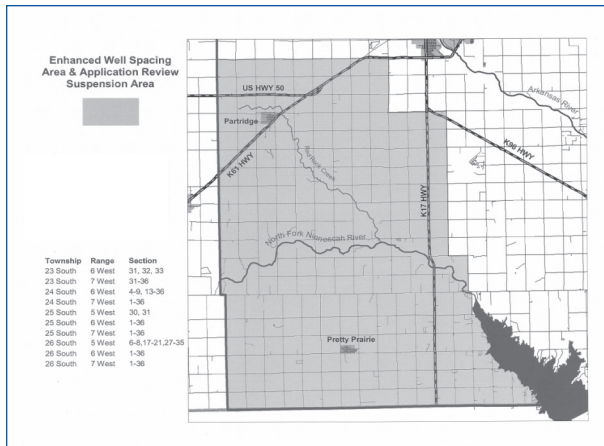 Enhanced Well Spacing
Area & Application Review
Suspension Area
US HWY 50
Partridge
K61 HWY
Red Rock Creek
Arkansas River
K96 HWY
K17 HWY
North Fork Ninnescah River
Pretty Prairie
Township Range Section
23 South 6 West 31, 32, 33
23 South 7 West 31-36
24 South 6 West 4-9, 13-36
24 South 7 West 1-36
25 South 5 West 30, 31
25 South 6 West 1-36
25 South 7 West 1-36
26 South 5 West 6-8,17-21,27-35
26 South 6 West 1-36
26 South 7 West 1-36